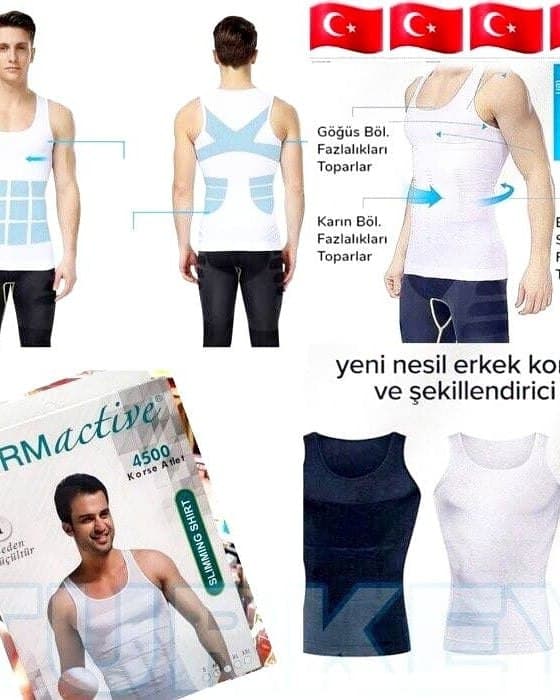 Göğüs Böl.
Fazlalıkları
Toparlar
Karın Böl.
Fazlalıkları
Toparlar
yeni nesil erkek
ve şekillendirici
RMactive®
4500
Korse Atlet
SLIMMING SHIRT
TURKEY